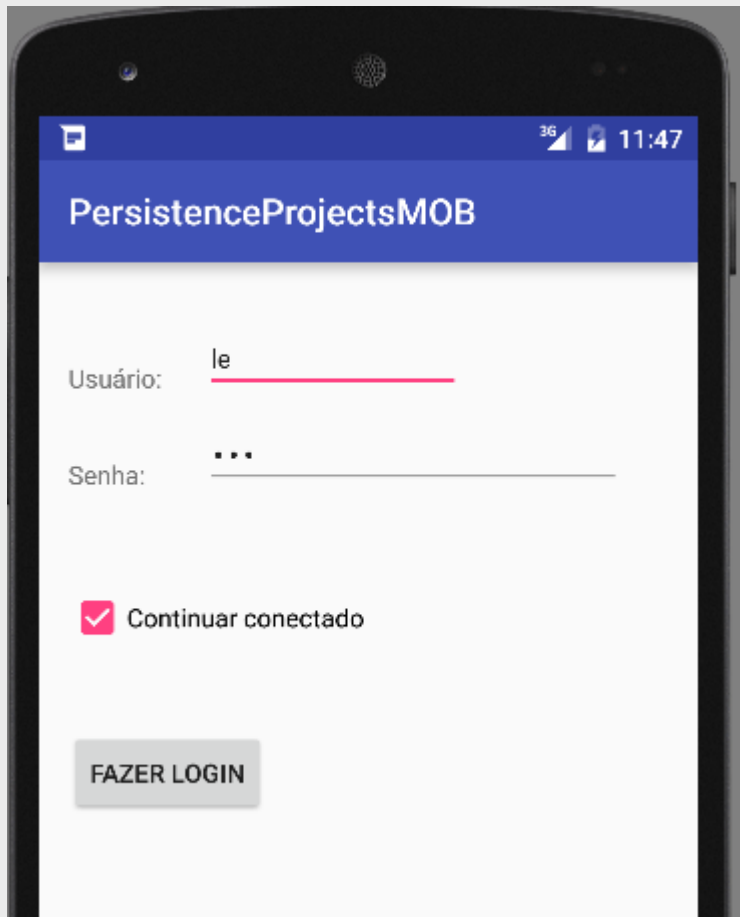 3G 11:47
PersistenceProjectsMOB
Usuário: le
Senha: •••
Continuar conectado
FAZER LOGIN